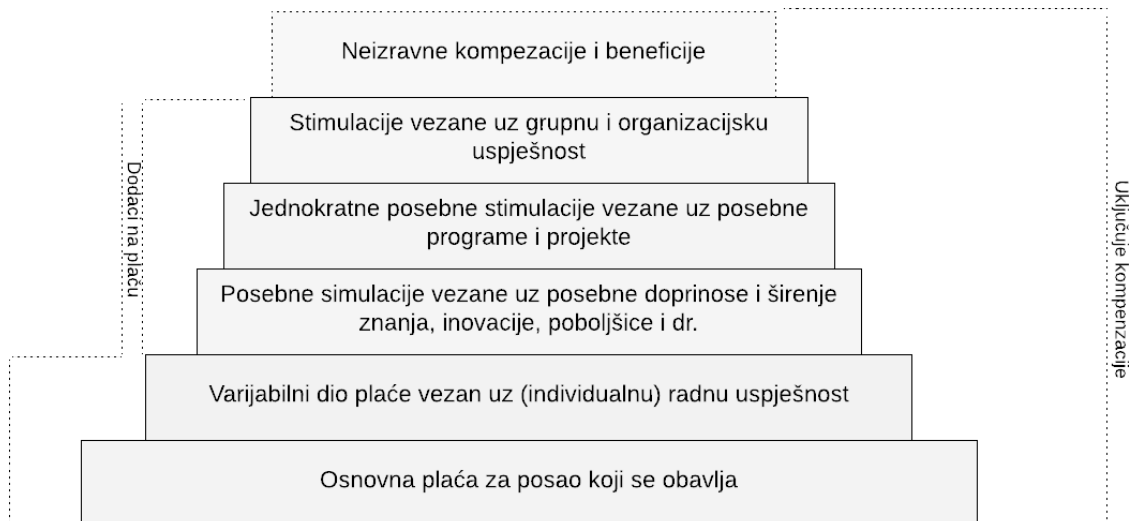 Neizravne kompezacije i beneficije
Stimulacije vezane uz grupnu i organizacijsku
uspješnost
Jednokratne posebne stimulacije vezane uz posebne
programe i projekte
Posebne simulacije vezane uz posebne doprinose i širenje
znanja, inovacije, poboljšice i dr.
Varijabilni dio plaće vezan uz (individualnu) radnu uspješnost
Osnovna plaća za posao koji se obavlja
Dodaci na plaču
Uključuje kompenzacije